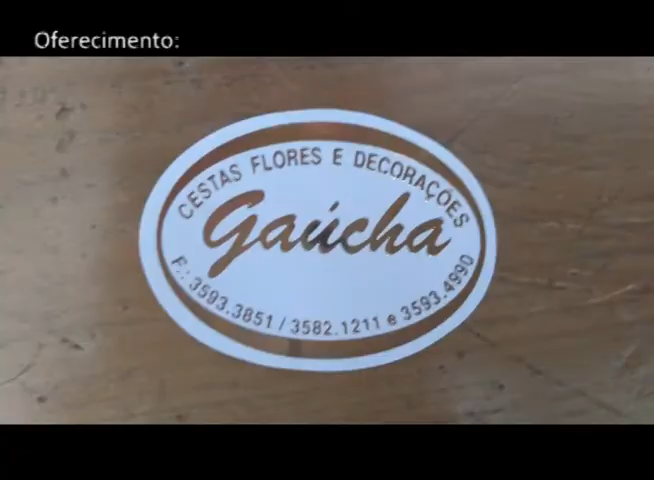 Oferecimento:
CESTAS FLORES E DECORAÇÕES
Gaúcha
F.: 3593.3851 / 3582.1211 e 3593.4990